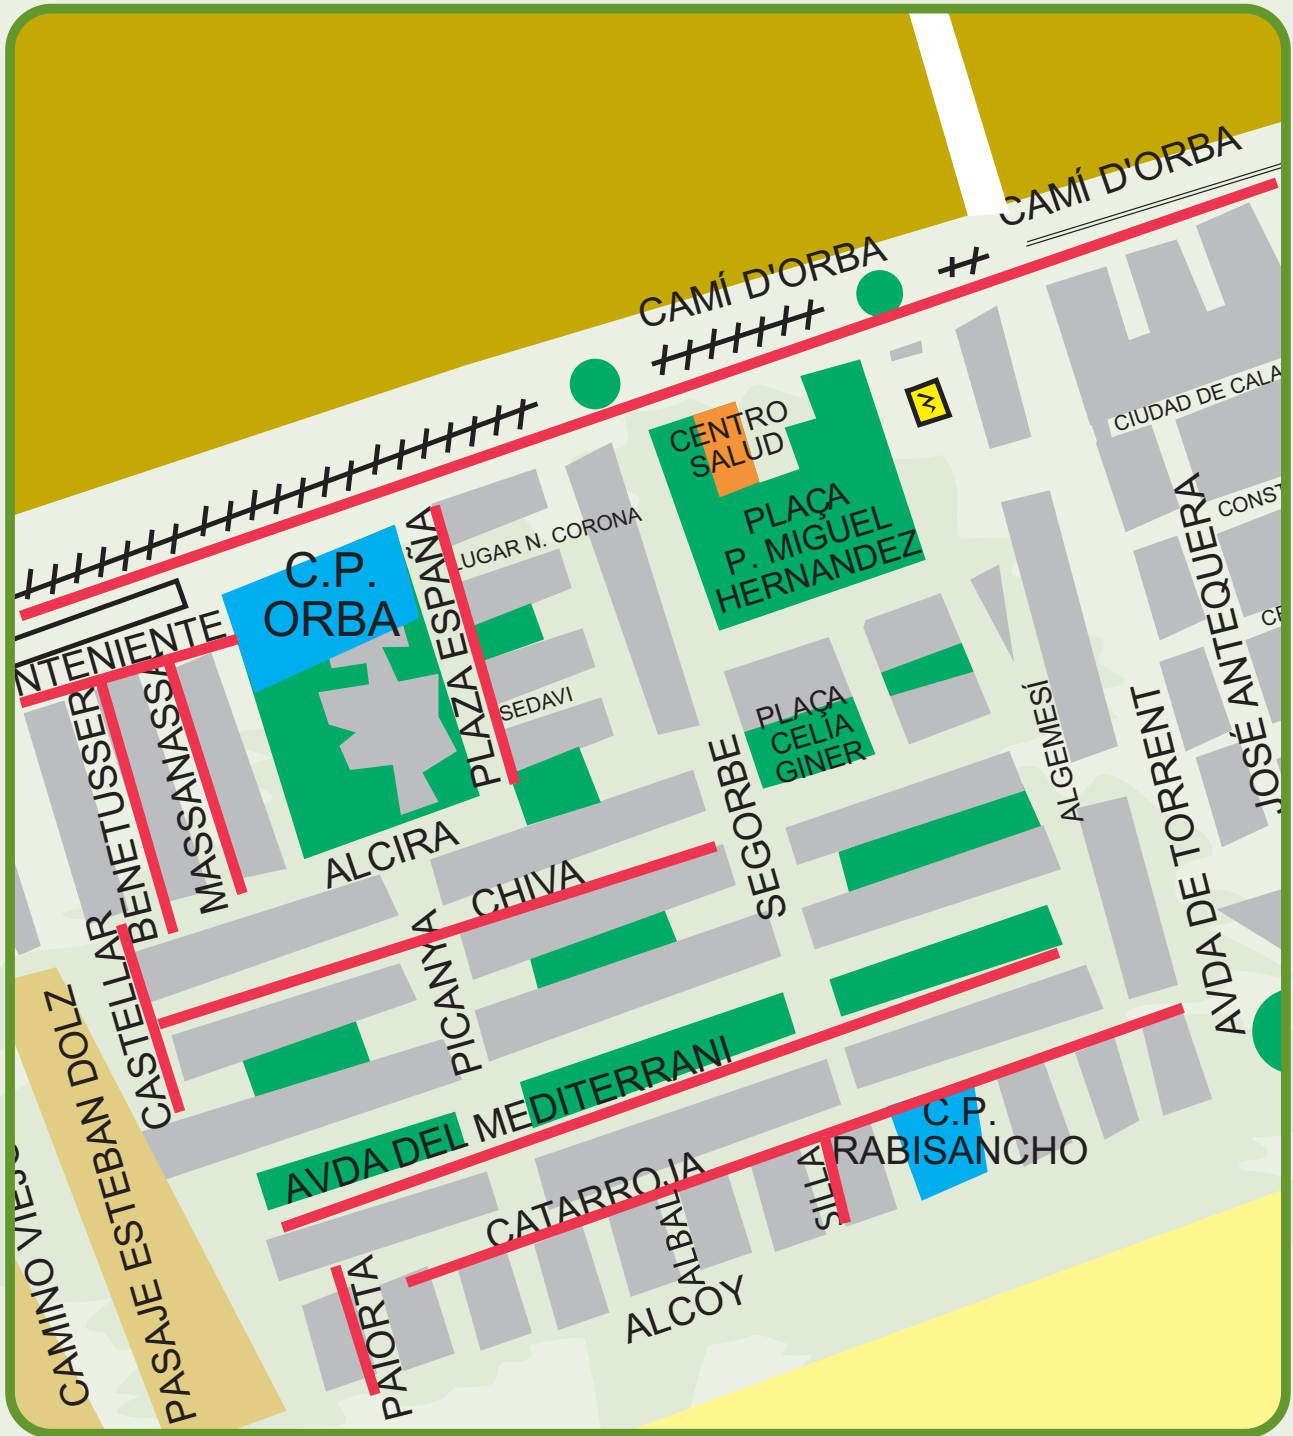 CAMÍ D'ORBA
CAMÍ D'ORBA
CIUDAD DE CALA
CENTRO
SALUD
PLAÇA
P. MIGUEL
HERNANDEZ
CONST
LUGAR N. CORONA
C.P.
ORBA
PLAZA ESPAÑA
NTENIENTE
JOSÉ ANTEQUERA
CE
SEDAVI
PLAÇA
CELIA
GINER
BENETUSSER
MASSANASSA
SEGORBE
ALGEMESÍ
AVDA DE TORRENT
ALCIRA
CHIVA
PICANYA
CASTELLAR
PASAJE ESTEBAN DOLZ
CAMINO VIEJO
AVDA DEL MEDITERRANI
C.P.
RABISANCHO
CATARROJA
ALBAL
SILLA
ALCOY
PAIORTA